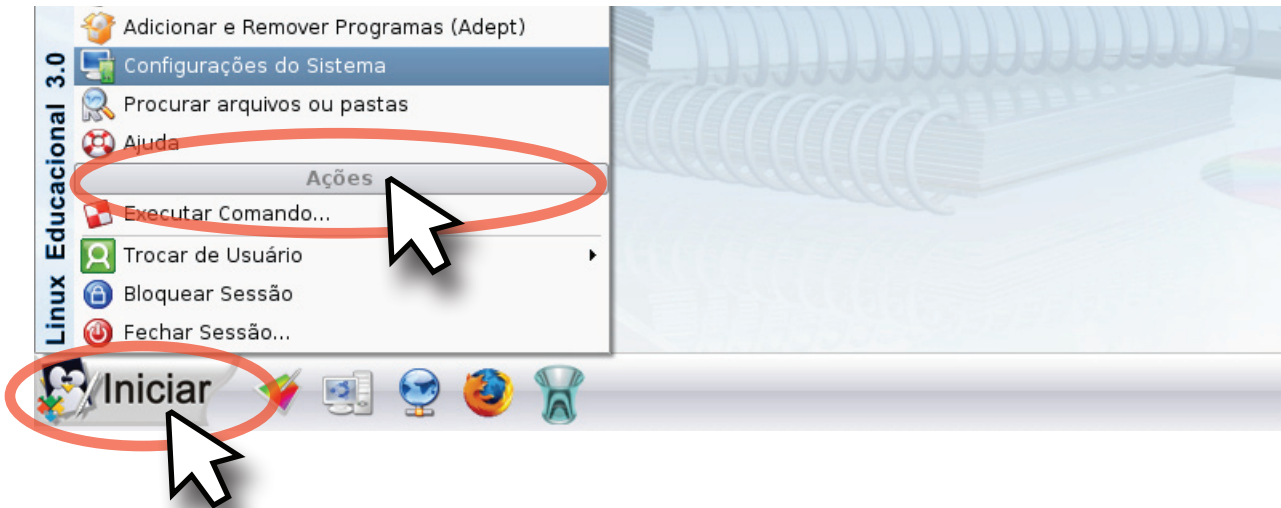 Adicionar e Remover Programas (Adept)
Configurações do Sistema
Procurar arquivos ou pastas
Ajuda
Ações
Executar Comando...
Trocar de Usuário
Bloquear Sessão
Fechar Sessão...
Linux Educacional 3.0
Iniciar